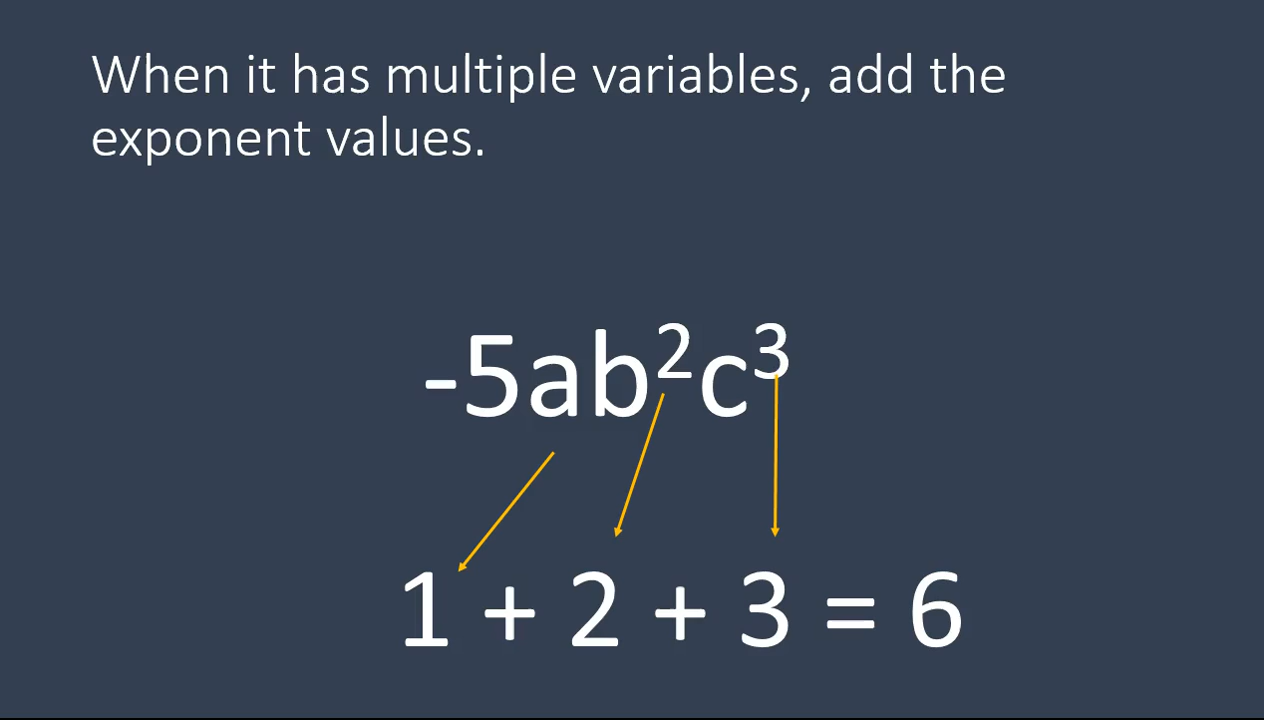 When it has multiple variables, add the
exponent values.
-5ab²c³
1 + 2 + 3 = 6